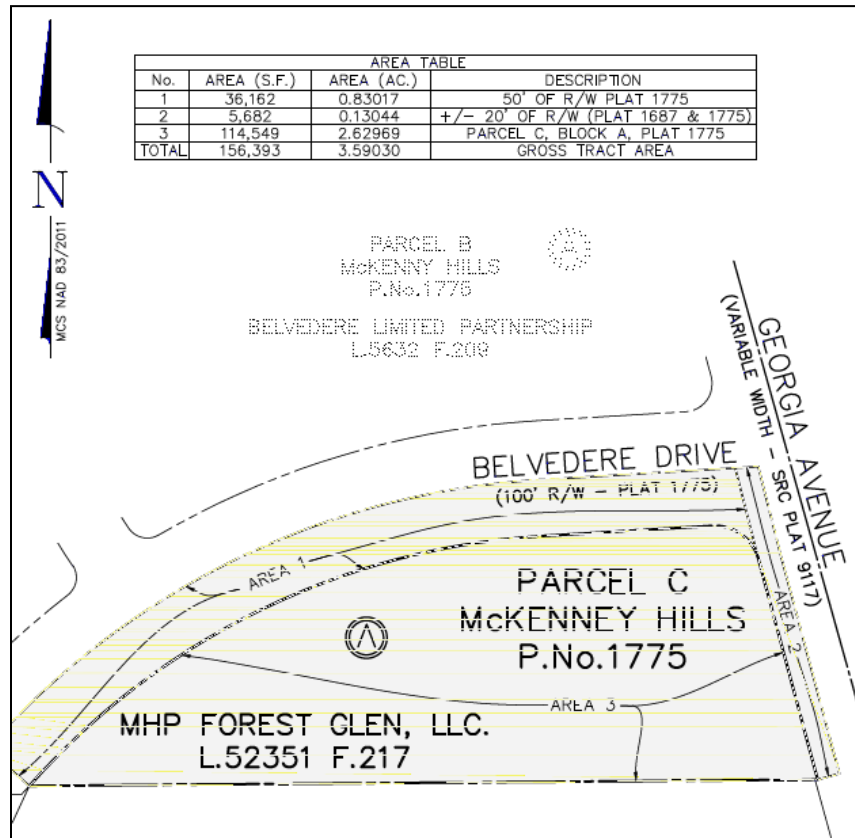 AREA TABLE
No. AREA (S.F.) AREA (AC.) DESCRIPTION
1 36,162 0.83017 50' OF R/W PLAT 1775
2 5,682 0.13044 +/- 20' OF R/W (PLAT 1687 & 1775)
3 114,549 2.62969 PARCEL C, BLOCK A, PLAT 1775
TOTAL 156,393 3.59030 GROSS TRACT AREA
N
MCS NAD 83/2011
PARCEL B
McKENNY HILLS
P.No.1775
A
BELVEDERE LIMITED PARTNERSHIP
L.5632 F.209
GEORGIA AVENUE
(VARIABLE WIDTH - SRC PLAT 9117)
BELVEDERE DRIVE
(100' R/W - PLAT 1775)
AREA 1
PARCEL C
McKENNEY HILLS
P.No.1775
A
AREA 2
AREA 3
MHP FOREST GLEN, LLC.
L.52351 F.217